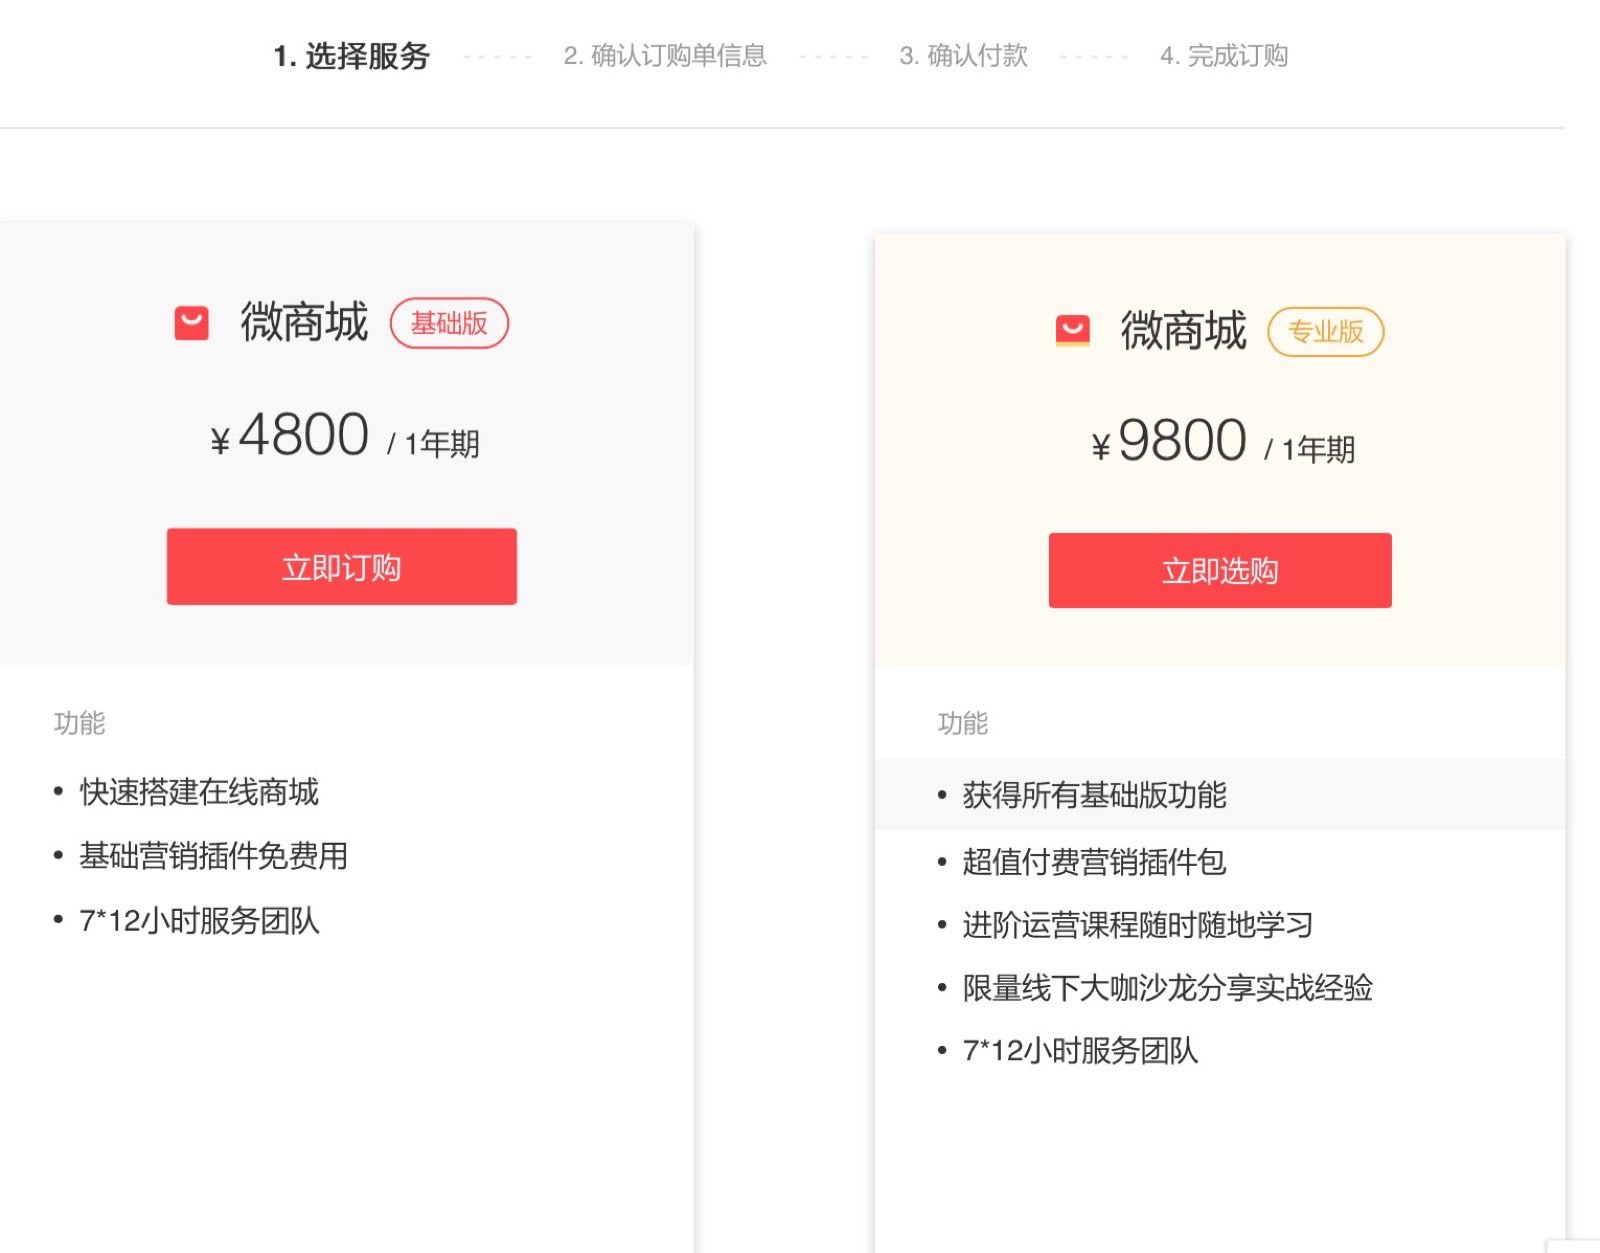 1. 选择服务 ----- 2. 确认订购单信息 ----- 3. 确认付款 ----- 4. 完成订购
微商城 基础版
¥4800 / 1年期
立即订购
功能
• 快速搭建在线商城
• 基础营销插件免费用
• 7*12小时服务团队
微商城 专业版
¥9800 / 1年期
立即选购
功能
• 获得所有基础版功能
• 超值付费营销插件包
• 进阶运营课程随时随地学习
• 限量线下大咖沙龙分享实战经验
• 7*12小时服务团队